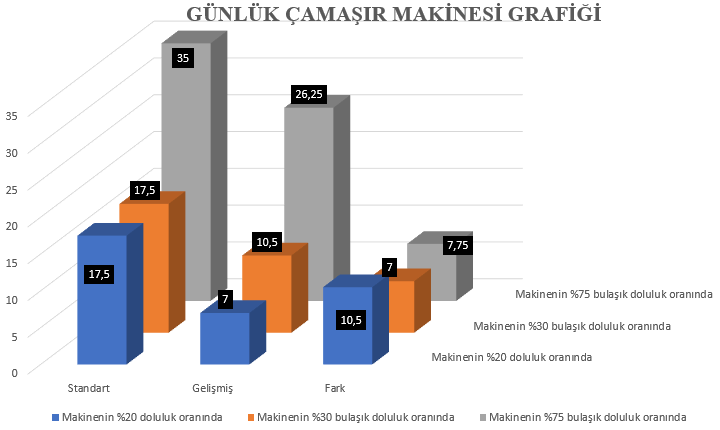 GÜNLÜK ÇAMAŞIR MAKİNESİ GRAFİĞİ
35
26,25
35
30
17,5
25
10,5
7,75
20
7
17,5
15
7
Makinenin %75 bulaşık doluluk oranında
10
10,5
Makinenin %30 bulaşık doluluk oranında
5
Makinenin %20 doluluk oranında
0
Standart Gelişmiş Fark
Makinenin %20 doluluk oranında Makinenin %30 bulaşık doluluk oranında Makinenin %75 bulaşık doluluk oranında